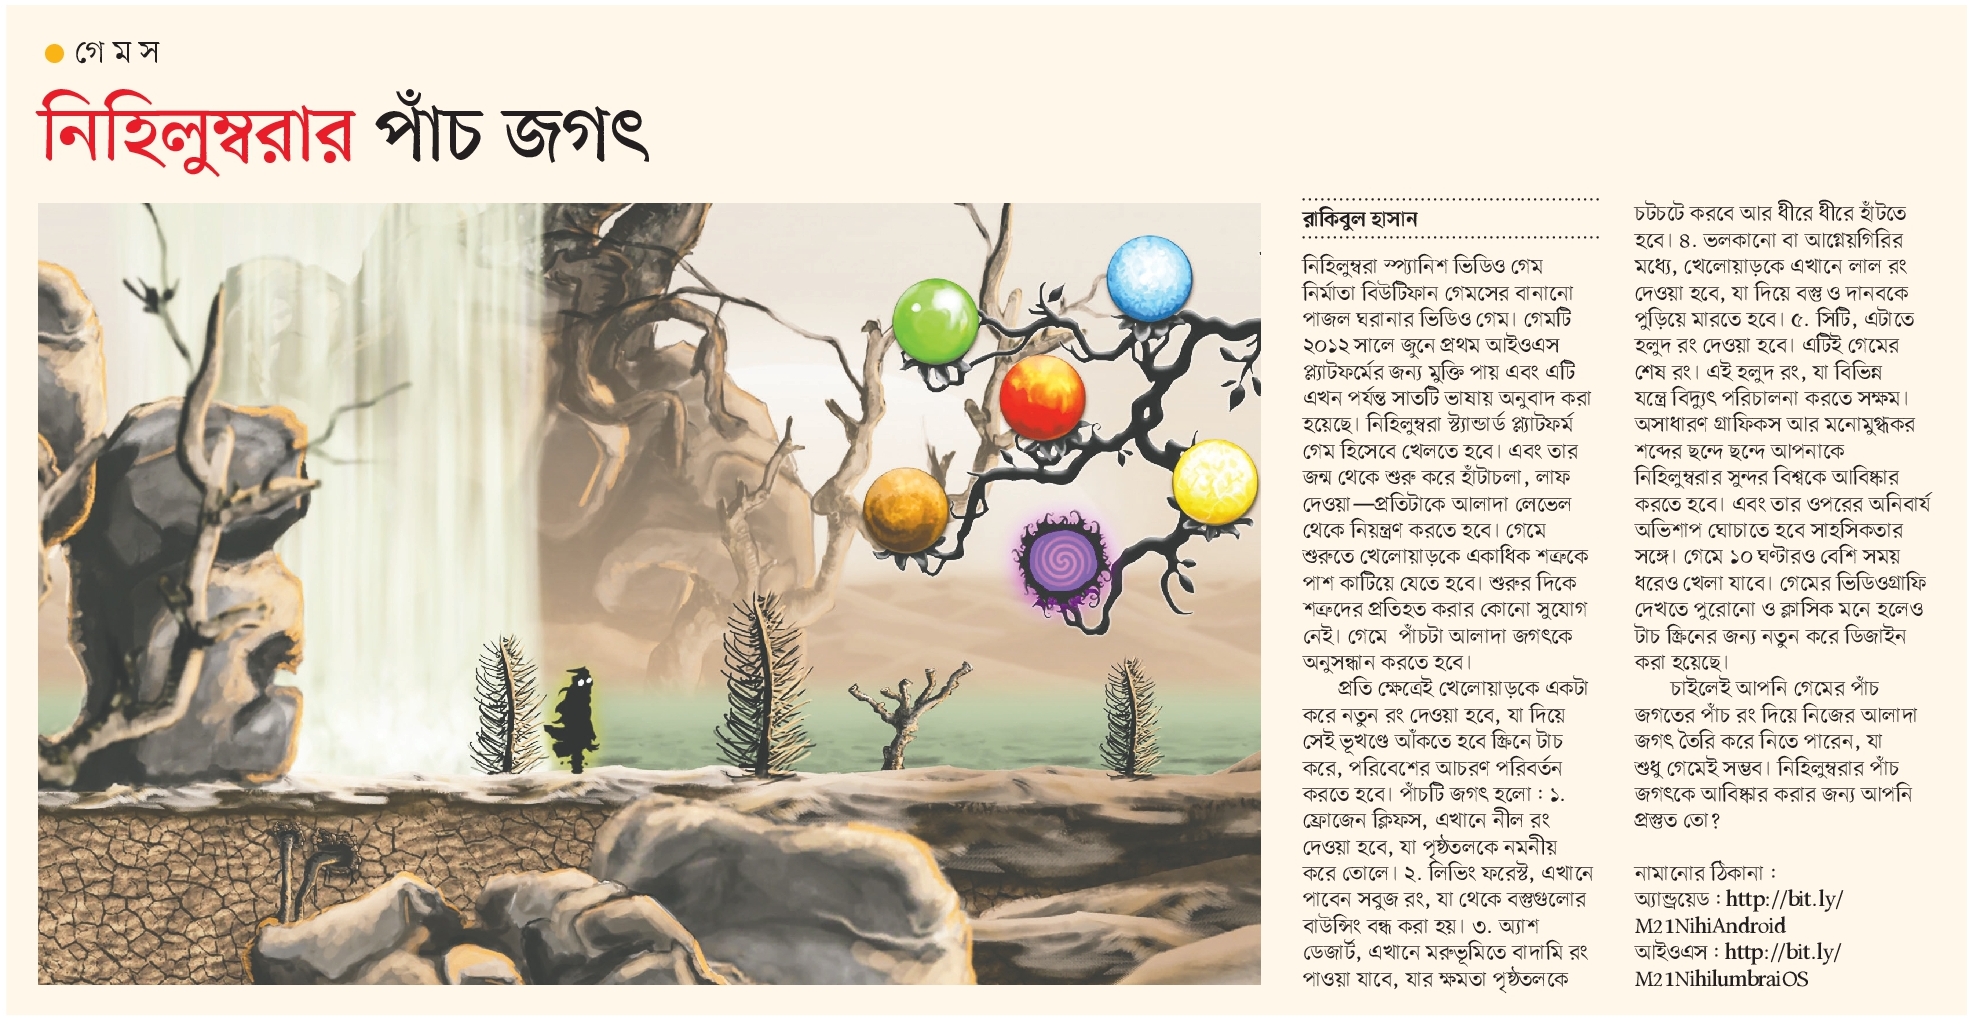 গেমস
নিহিলুম্বরার পাঁচ জগৎ
রাকিবুল হাসান
নিহিলুম্বরা স্প্যানিশ ভিডিও গেম
নির্মাতা বিউটিফান গেমসের বানানো
পাজল ঘরানার ভিডিও গেম। গেমটি
২০১২ সালে জুনে প্রথম আইওএস
প্ল্যাটফর্মের জন্য মুক্তি পায় এবং এটি
এখন পর্যন্ত সাতটি ভাষায় অনুবাদ করা
হয়েছে। নিহিলুম্বরা স্ট্যান্ডার্ড প্ল্যাটফর্ম
গেম হিসেবে খেলতে হবে। এবং তার
জন্ম থেকে শুরু করে হাঁটাচলা, লাফ
দেওয়া—প্রতিটাকে আলাদা লেভেল
থেকে নিয়ন্ত্রণ করতে হবে। গেমে
শুরুতে খেলোয়াড়কে একাধিক শত্রুকে
পাশ কাটিয়ে যেতে হবে। শুরুর দিকে
শত্রুদের প্রতিহত করার কোনো সুযোগ
নেই। গেমে পাঁচটা আলাদা জগৎকে
অনুসন্ধান করতে হবে।
প্রতি ক্ষেত্রেই খেলোয়াড়কে একটা
করে নতুন রং দেওয়া হবে, যা দিয়ে
সেই ভূখণ্ডে আঁকতে হবে স্ক্রিনে টাচ
করে, পরিবেশের আচরণ পরিবর্তন
করতে হবে। পাঁচটি জগৎ হলো : ১.
ফ্রোজেন ক্লিফস, এখানে নীল রং
দেওয়া হবে, যা পৃষ্ঠতলকে নমনীয়
করে তোলে। ২. লিভিং ফরেস্ট, এখানে
পাবেন সবুজ রং, যা থেকে বস্তুগুলোর
বাউন্সিং বন্ধ করা হয়। ৩. অ্যাশ
ডেজার্ট, এখানে মরুভূমিতে বাদামি রং
পাওয়া যাবে, যার ক্ষমতা পৃষ্ঠতলকে
চটচটে করবে আর ধীরে ধীরে হাঁটতে
হবে। ৪. ভলকানো বা আগ্নেয়গিরির
মধ্যে, খেলোয়াড়কে এখানে লাল রং
দেওয়া হবে, যা দিয়ে বস্তু ও দানবকে
পুড়িয়ে মারতে হবে। ৫. সিটি, এটাতে
হলুদ রং দেওয়া হবে। এটিই গেমের
শেষ রং। এই হলুদ রং, যা বিভিন্ন
যন্ত্রে বিদ্যুৎ পরিচালনা করতে সক্ষম।
অসাধারণ গ্রাফিকস আর মনোমুগ্ধকর
শব্দের ছন্দে ছন্দে আপনাকে
নিহিলুম্বরার সুন্দর বিশ্বকে আবিষ্কার
করতে হবে। এবং তার ওপরের অনিবার্য
অভিশাপ ঘোচাতে হবে সাহসিকতার
সঙ্গে। গেমে ১০ ঘণ্টারও বেশি সময়
ধরেও খেলা যাবে। গেমের ভিডিওগ্রাফি
দেখতে পুরোনো ও ক্লাসিক মনে হলেও
টাচ স্ক্রিনের জন্য নতুন করে ডিজাইন
করা হয়েছে।
চাইলেই আপনি গেমের পাঁচ
জগতের পাঁচ রং দিয়ে নিজের আলাদা
জগৎ তৈরি করে নিতে পারেন, যা
শুধু গেমেই সম্ভব। নিহিলুম্বরার পাঁচ
জগৎকে আবিষ্কার করার জন্য আপনি
প্রস্তুত তো?
নামানোর ঠিকানা :
অ্যান্ড্রয়েড : http://bit.ly/
M21NihiAndroid
আইওএস : http://bit.ly/
M21NihilumbraiOS